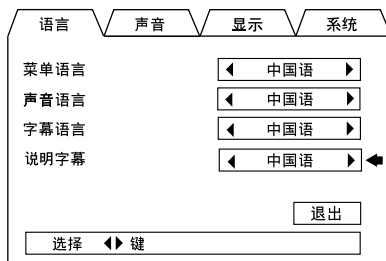 语言 声音 显示 系统
菜单语言 中国语
声音语言 中国语
字幕语言 中国语
说明字幕 中国语
退出
选择 键